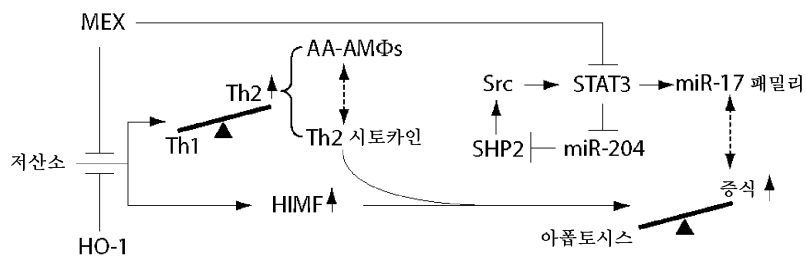 MEX
AA-AMΦs
Th2
Th1
Th2 시토카인
Src
STAT3
miR-17 패밀리
SHP2
miR-204
저산소
HIMF
증식
아폽토시스
HO-1